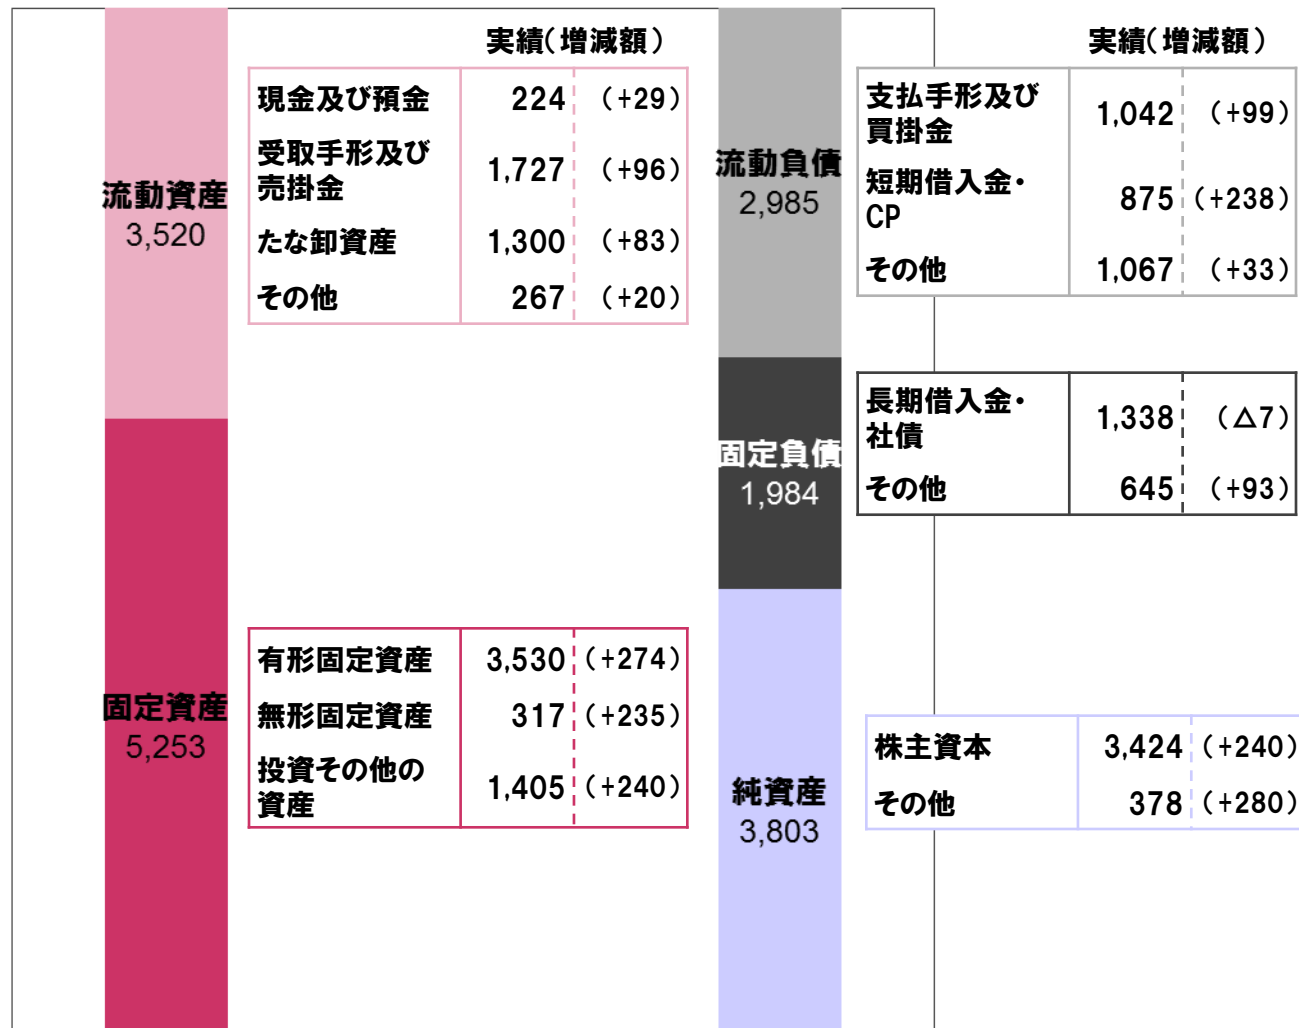 実績(増減額)
流動資産
3,520
現金及び預金 224 (+29)
受取手形及び
売掛金 1,727 (+96)
たな卸資産 1,300 (+83)
その他 267 (+20)
固定資産
5,253
有形固定資産 3,530 (+274)
無形固定資産 317 (+235)
投資その他の
資産 1,405 (+240)
実績(増減額)
流動負債
2,985
支払手形及び
買掛金 1,042 (+99)
短期借入金・
CP 875 (+238)
その他 1,067 (+33)
固定負債
1,984
長期借入金・
社債 1,338 (△7)
その他 645 (+93)
純資産
3,803
株主資本 3,424 (+240)
その他 378 (+280)